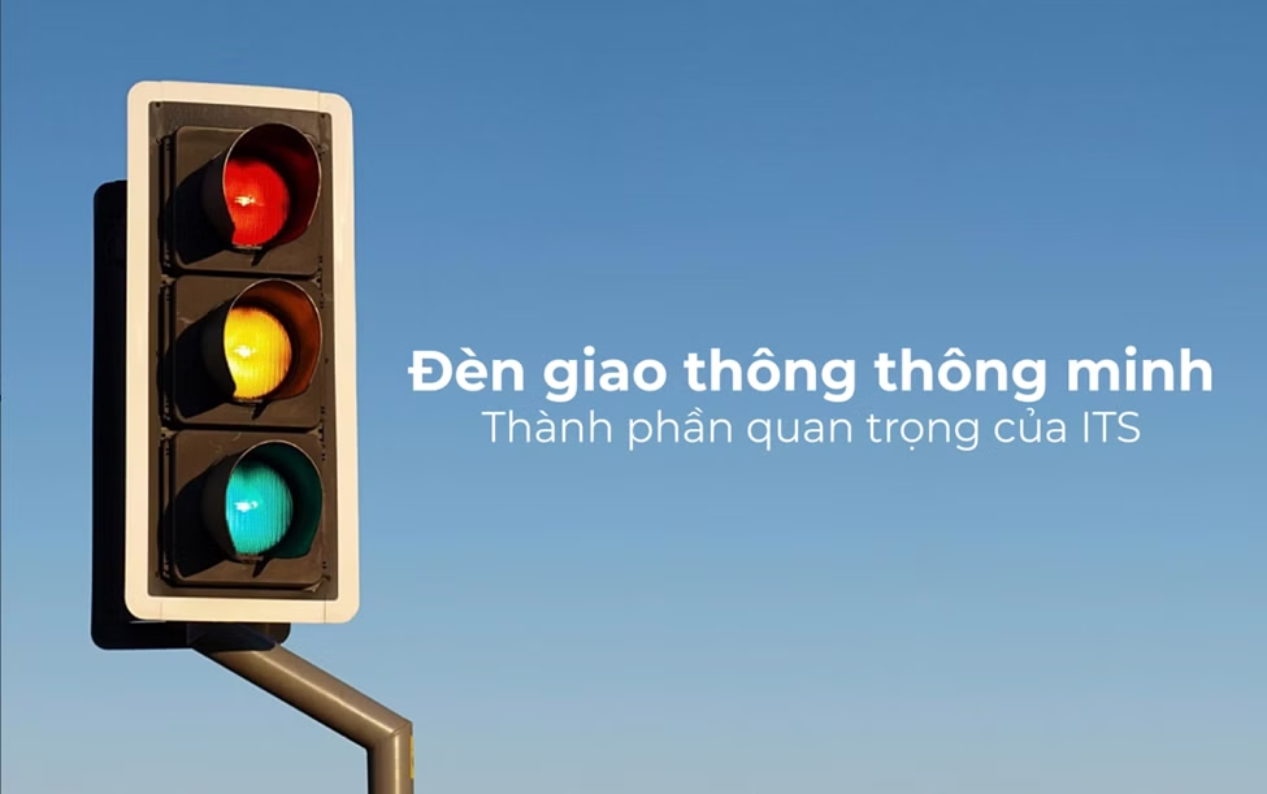 Đèn giao thông thông minh
Thành phần quan trọng của ITS